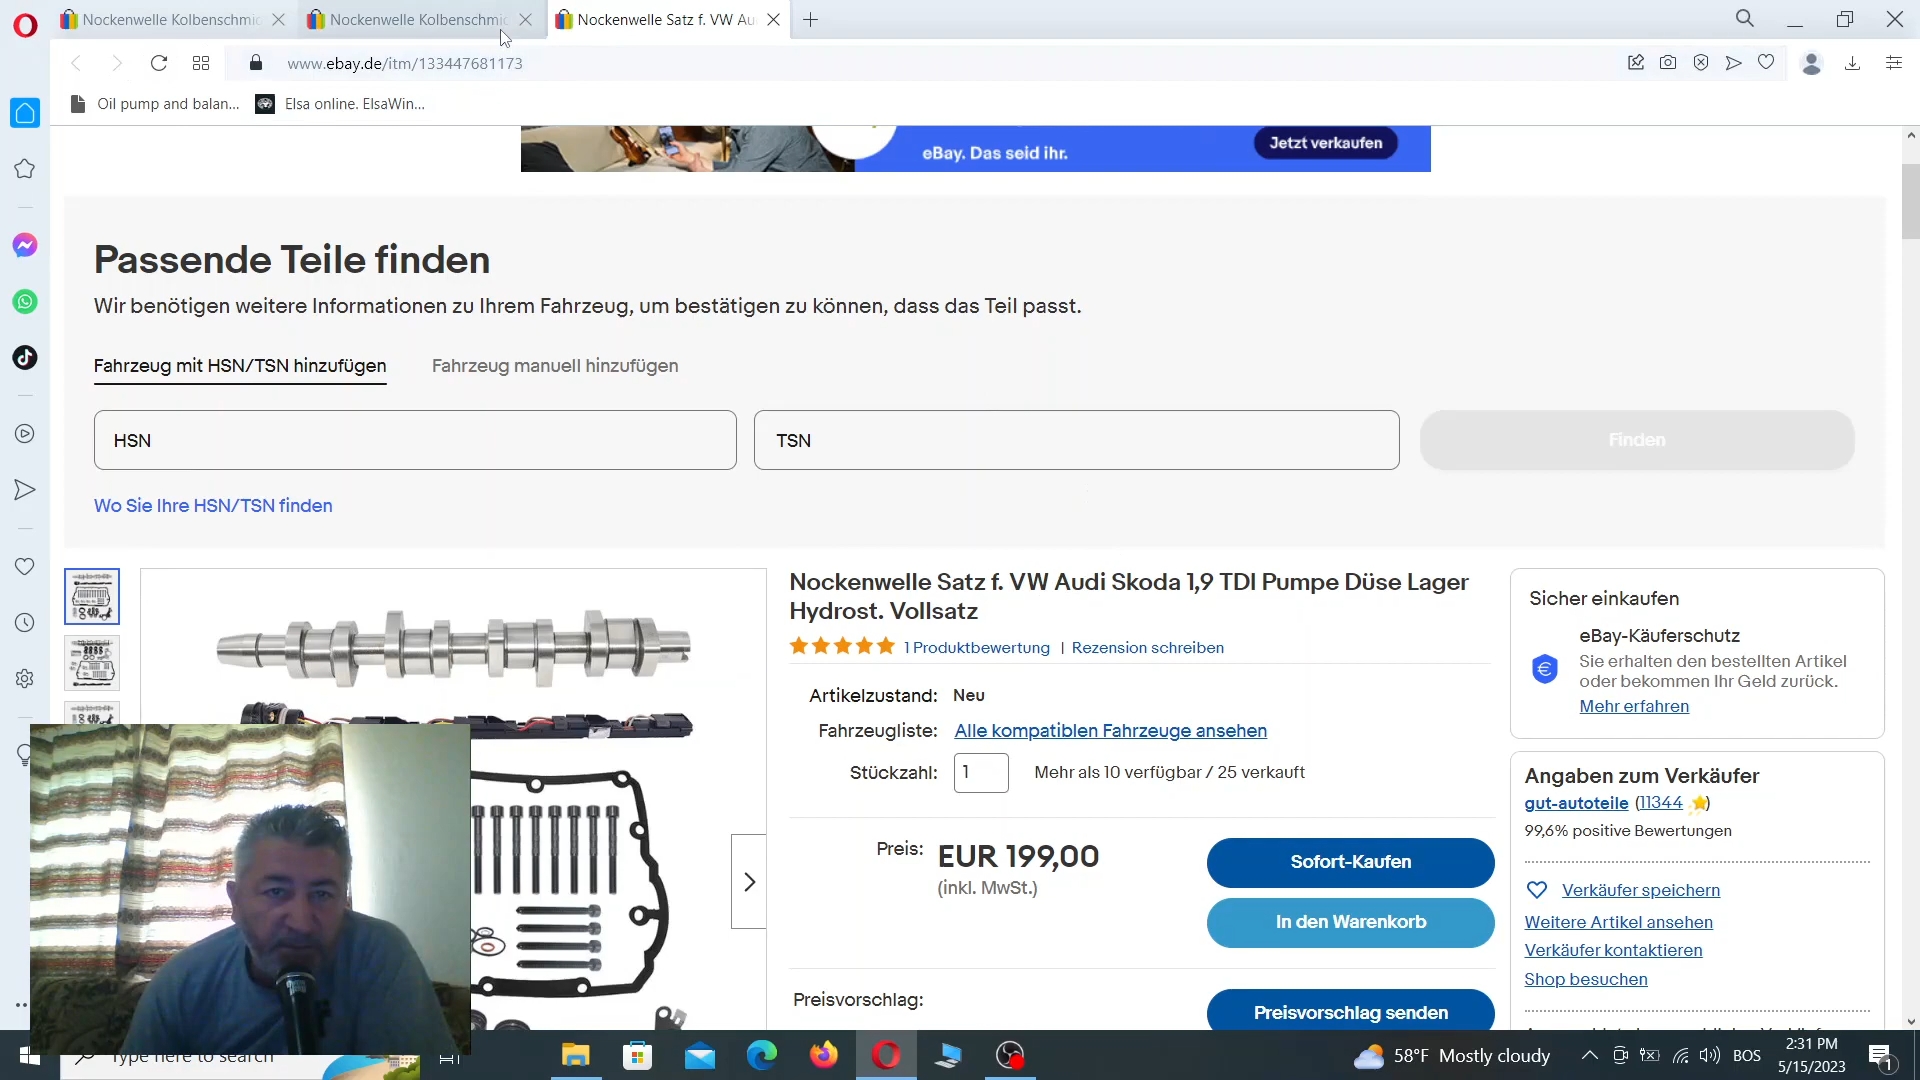 Nockenwelle Kolbenschmid
Nockenwelle Kolbenschmid
Nockenwelle Satz f. VW Au
www.ebay.de/itm/133447681173
Oil pump and balan...
Elsa online. ElsaWin...
eBay. Das seid ihr.
Jetzt verkaufen
Passende Teile finden
Wir benötigen weitere Informationen zu Ihrem Fahrzeug, um bestätigen zu können, dass das Teil passt.
Fahrzeug mit HSN/TSN hinzufügen
Fahrzeug manuell hinzufügen
HSN
TSN
Finden
Wo Sie Ihre HSN/TSN finden
Nockenwelle Satz f. VW Audi Skoda 1,9 TDI Pumpe Düse Lager
Hydrost. Vollsatz
1 Produktbewertung | Rezension schreiben
Artikelzustand: Neu
Fahrzeugliste: Alle kompatiblen Fahrzeuge ansehen
Stückzahl: 1 Mehr als 10 verfügbar / 25 verkauft
Preis: EUR 199,00
(inkl. MwSt.)
Sofort-Kaufen
In den Warenkorb
Preisvorschlag:
Preisvorschlag senden
Sicher einkaufen
eBay-Käuferschutz
Sie erhalten den bestellten Artikel
oder bekommen Ihr Geld zurück.
Mehr erfahren
Angaben zum Verkäufer
gut-autoteile (11344)
99,6% positive Bewertungen
Verkäufer speichern
Weitere Artikel ansehen
Verkäufer kontaktieren
Shop besuchen
Type here to search
58°F Mostly cloudy
BOS
2:31 PM
5/15/2023
1